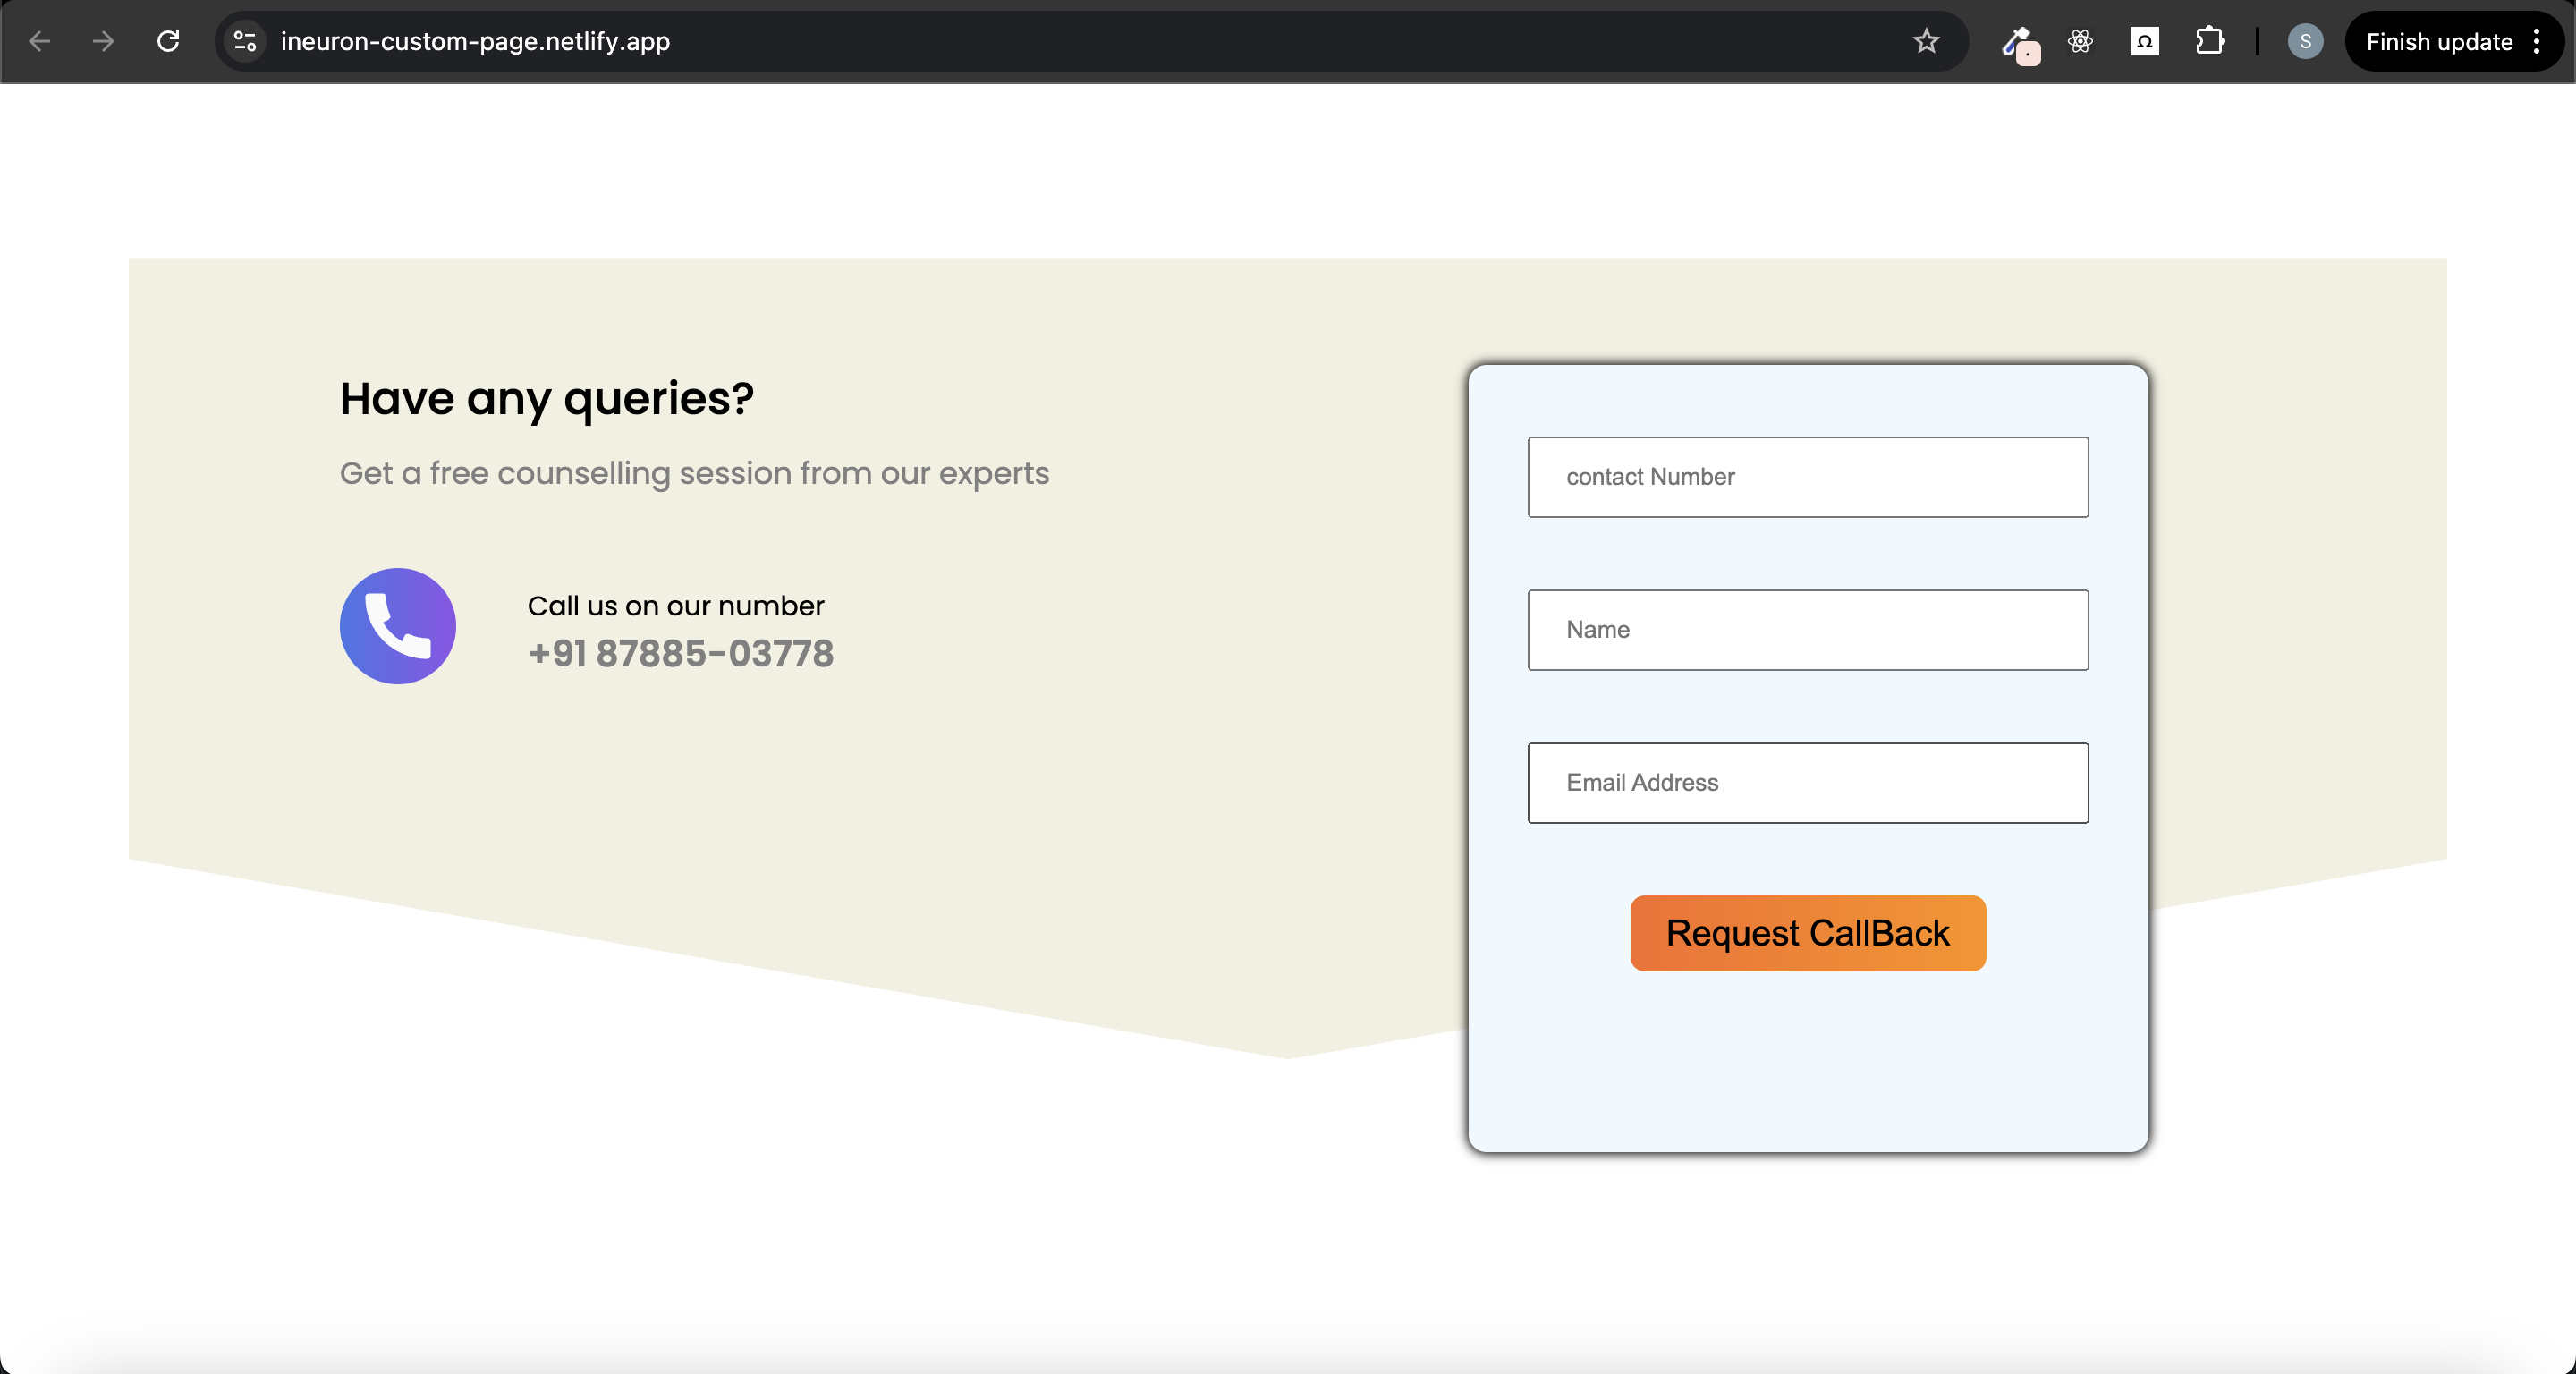 ineuron-custom-page.netlify.app
S
Finish update
Have any queries?
Get a free counselling session from our experts
Call us on our number
+91 87885-03778
contact Number
Name
Email Address
Request CallBack